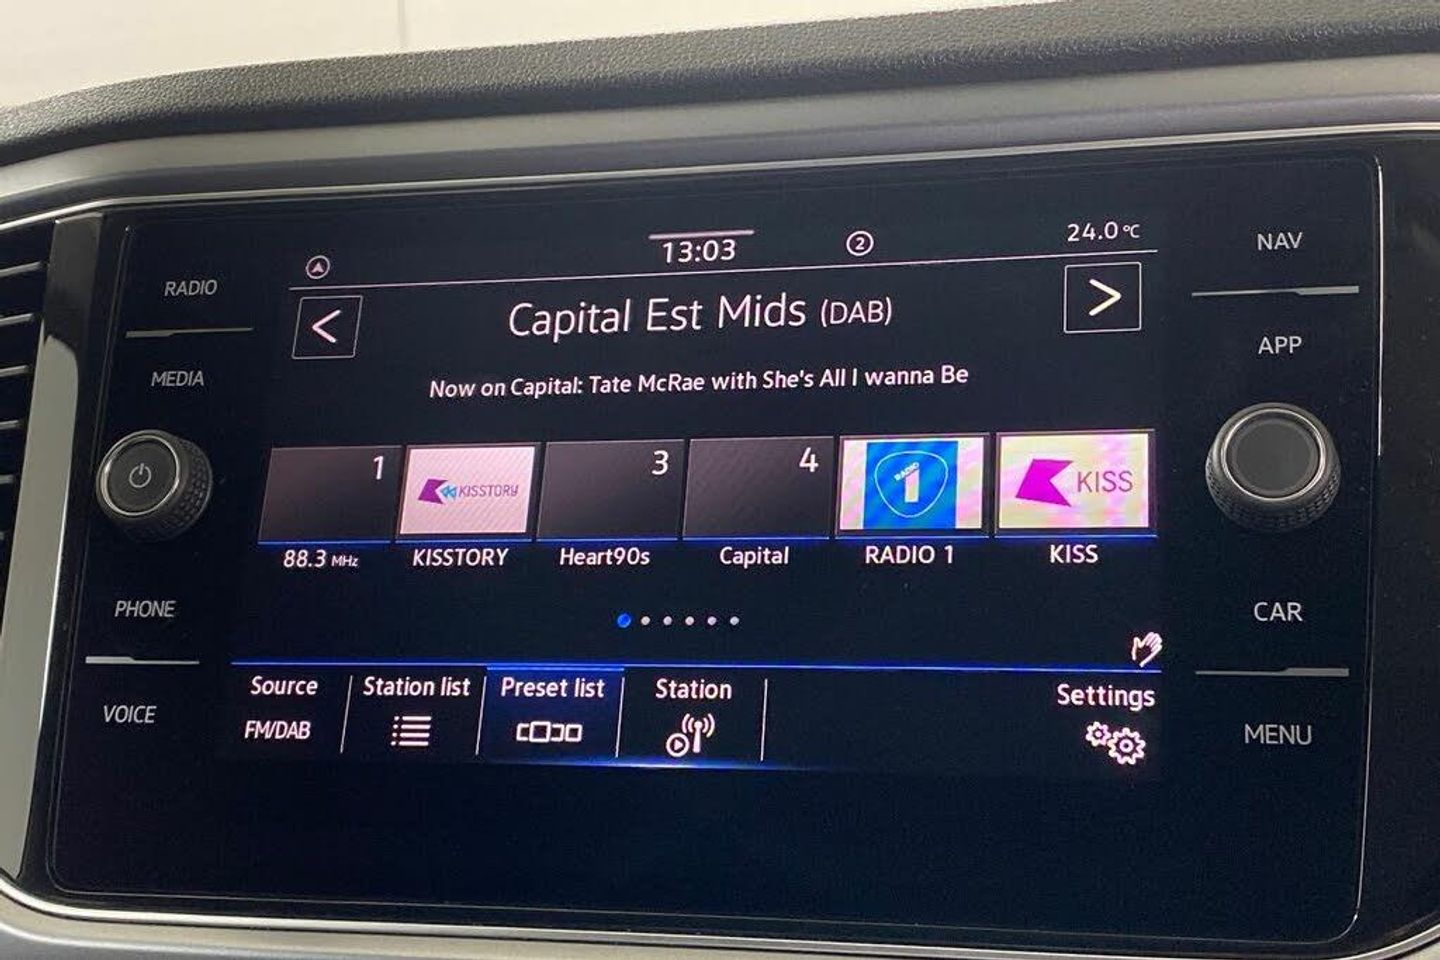 RADIO
MEDIA
PHONE
VOICE
13:03
2
24.0 °C
NAV
APP
CAR
MENU
<
Capital Est Mids (DAB)
>
Now on Capital: Tate McRae with She's All I wanna Be
1
KISSTORY
3
4
RADIO 1
KISS
88.3 MHz
KISSTORY
Heart90s
Capital
RADIO 1
KISS
Source
Station list
Preset list
Station
Settings
FM/DAB